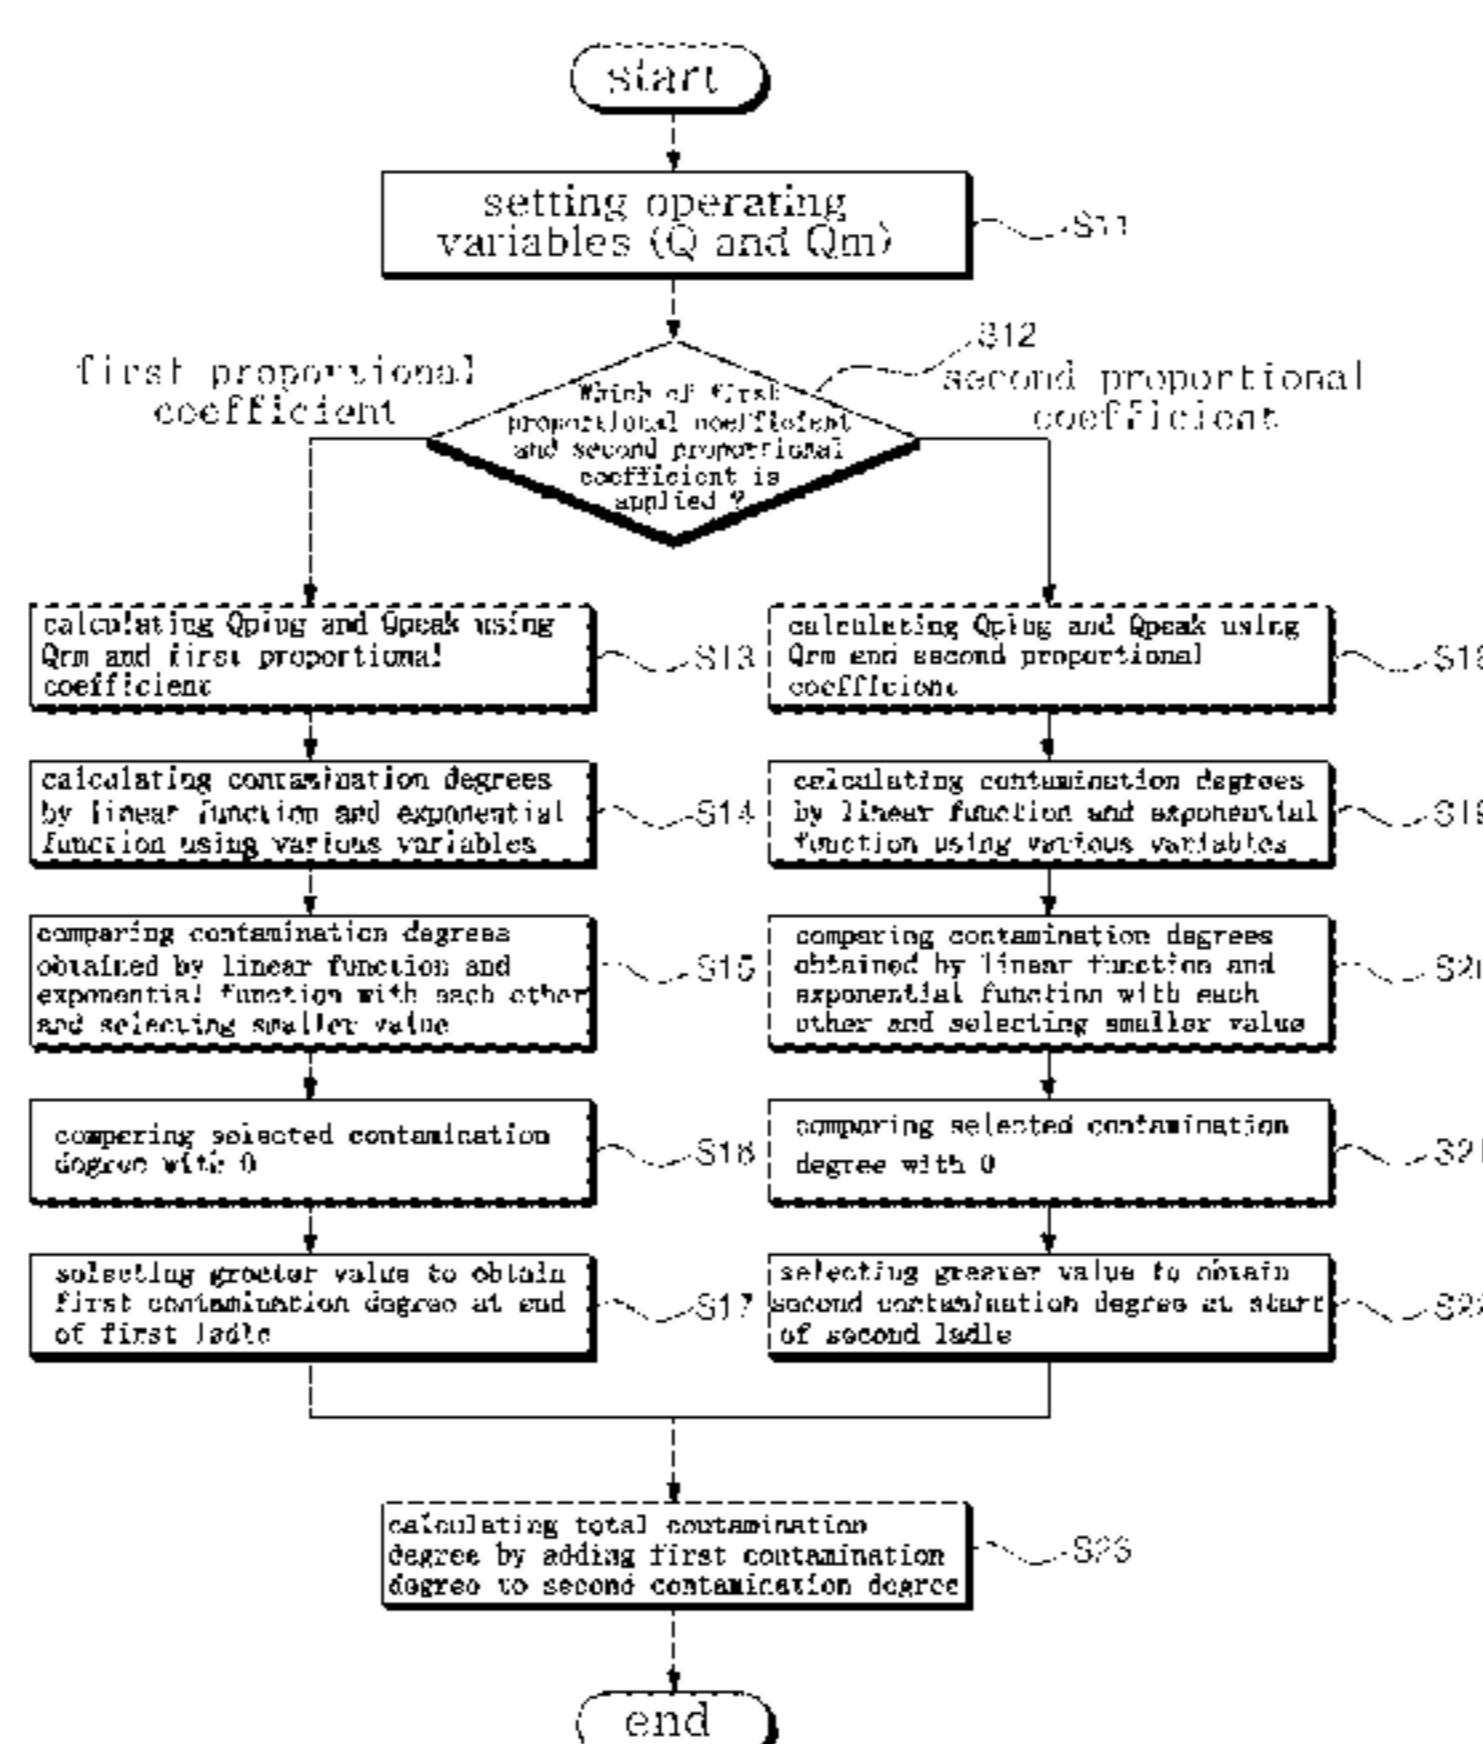 start
setting operating
variables (Q and Qm)
S11
S12
first proportional
coefficient
second proportional
coefficient
Which of first
proportional coefficient
and second proportional
coefficient is
applied ?
calculating Qplug and Qpeak using
Qrm and first proportional
coefficient
S13
calculating contamination degrees
by linear function and exponential
function using various variables
S14
comparing contamination degrees
obtained by linear function and
exponential function with each other
and selecting smaller value
S15
comparing selected contamination
degree with 0
S16
selecting greater value to obtain
first contamination degree at end
of first ladle
S17
calculating Qplug and Qpeak using
Qrm and second proportional
coefficient
calculating contamination degrees
by linear function and exponential
function using various variables
comparing contamination degrees
obtained by linear function and
exponential function with each
other and selecting smaller value
comparing selected contamination
degree with 0
selecting greater value to obtain
second contamination degree at start
of second ladle
calculating total contamination
degree by adding first contamination
degree to second contamination degree
S23
end